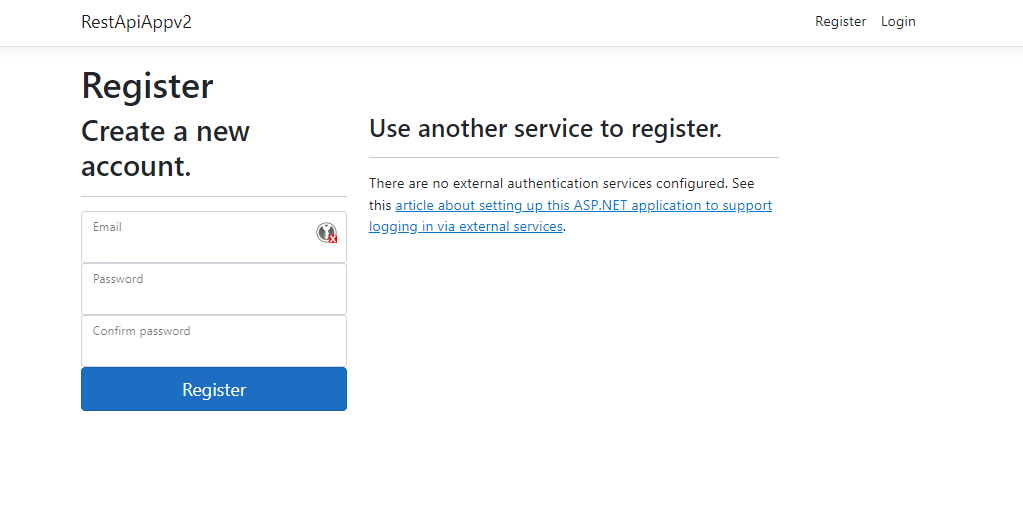 RestApiAppv2
Register Login
Register
Create a new
account.
Email
Password
Confirm password
Register
Use another service to register.
There are no external authentication services configured. See
this article about setting up this ASP.NET application to support
logging in via external services.